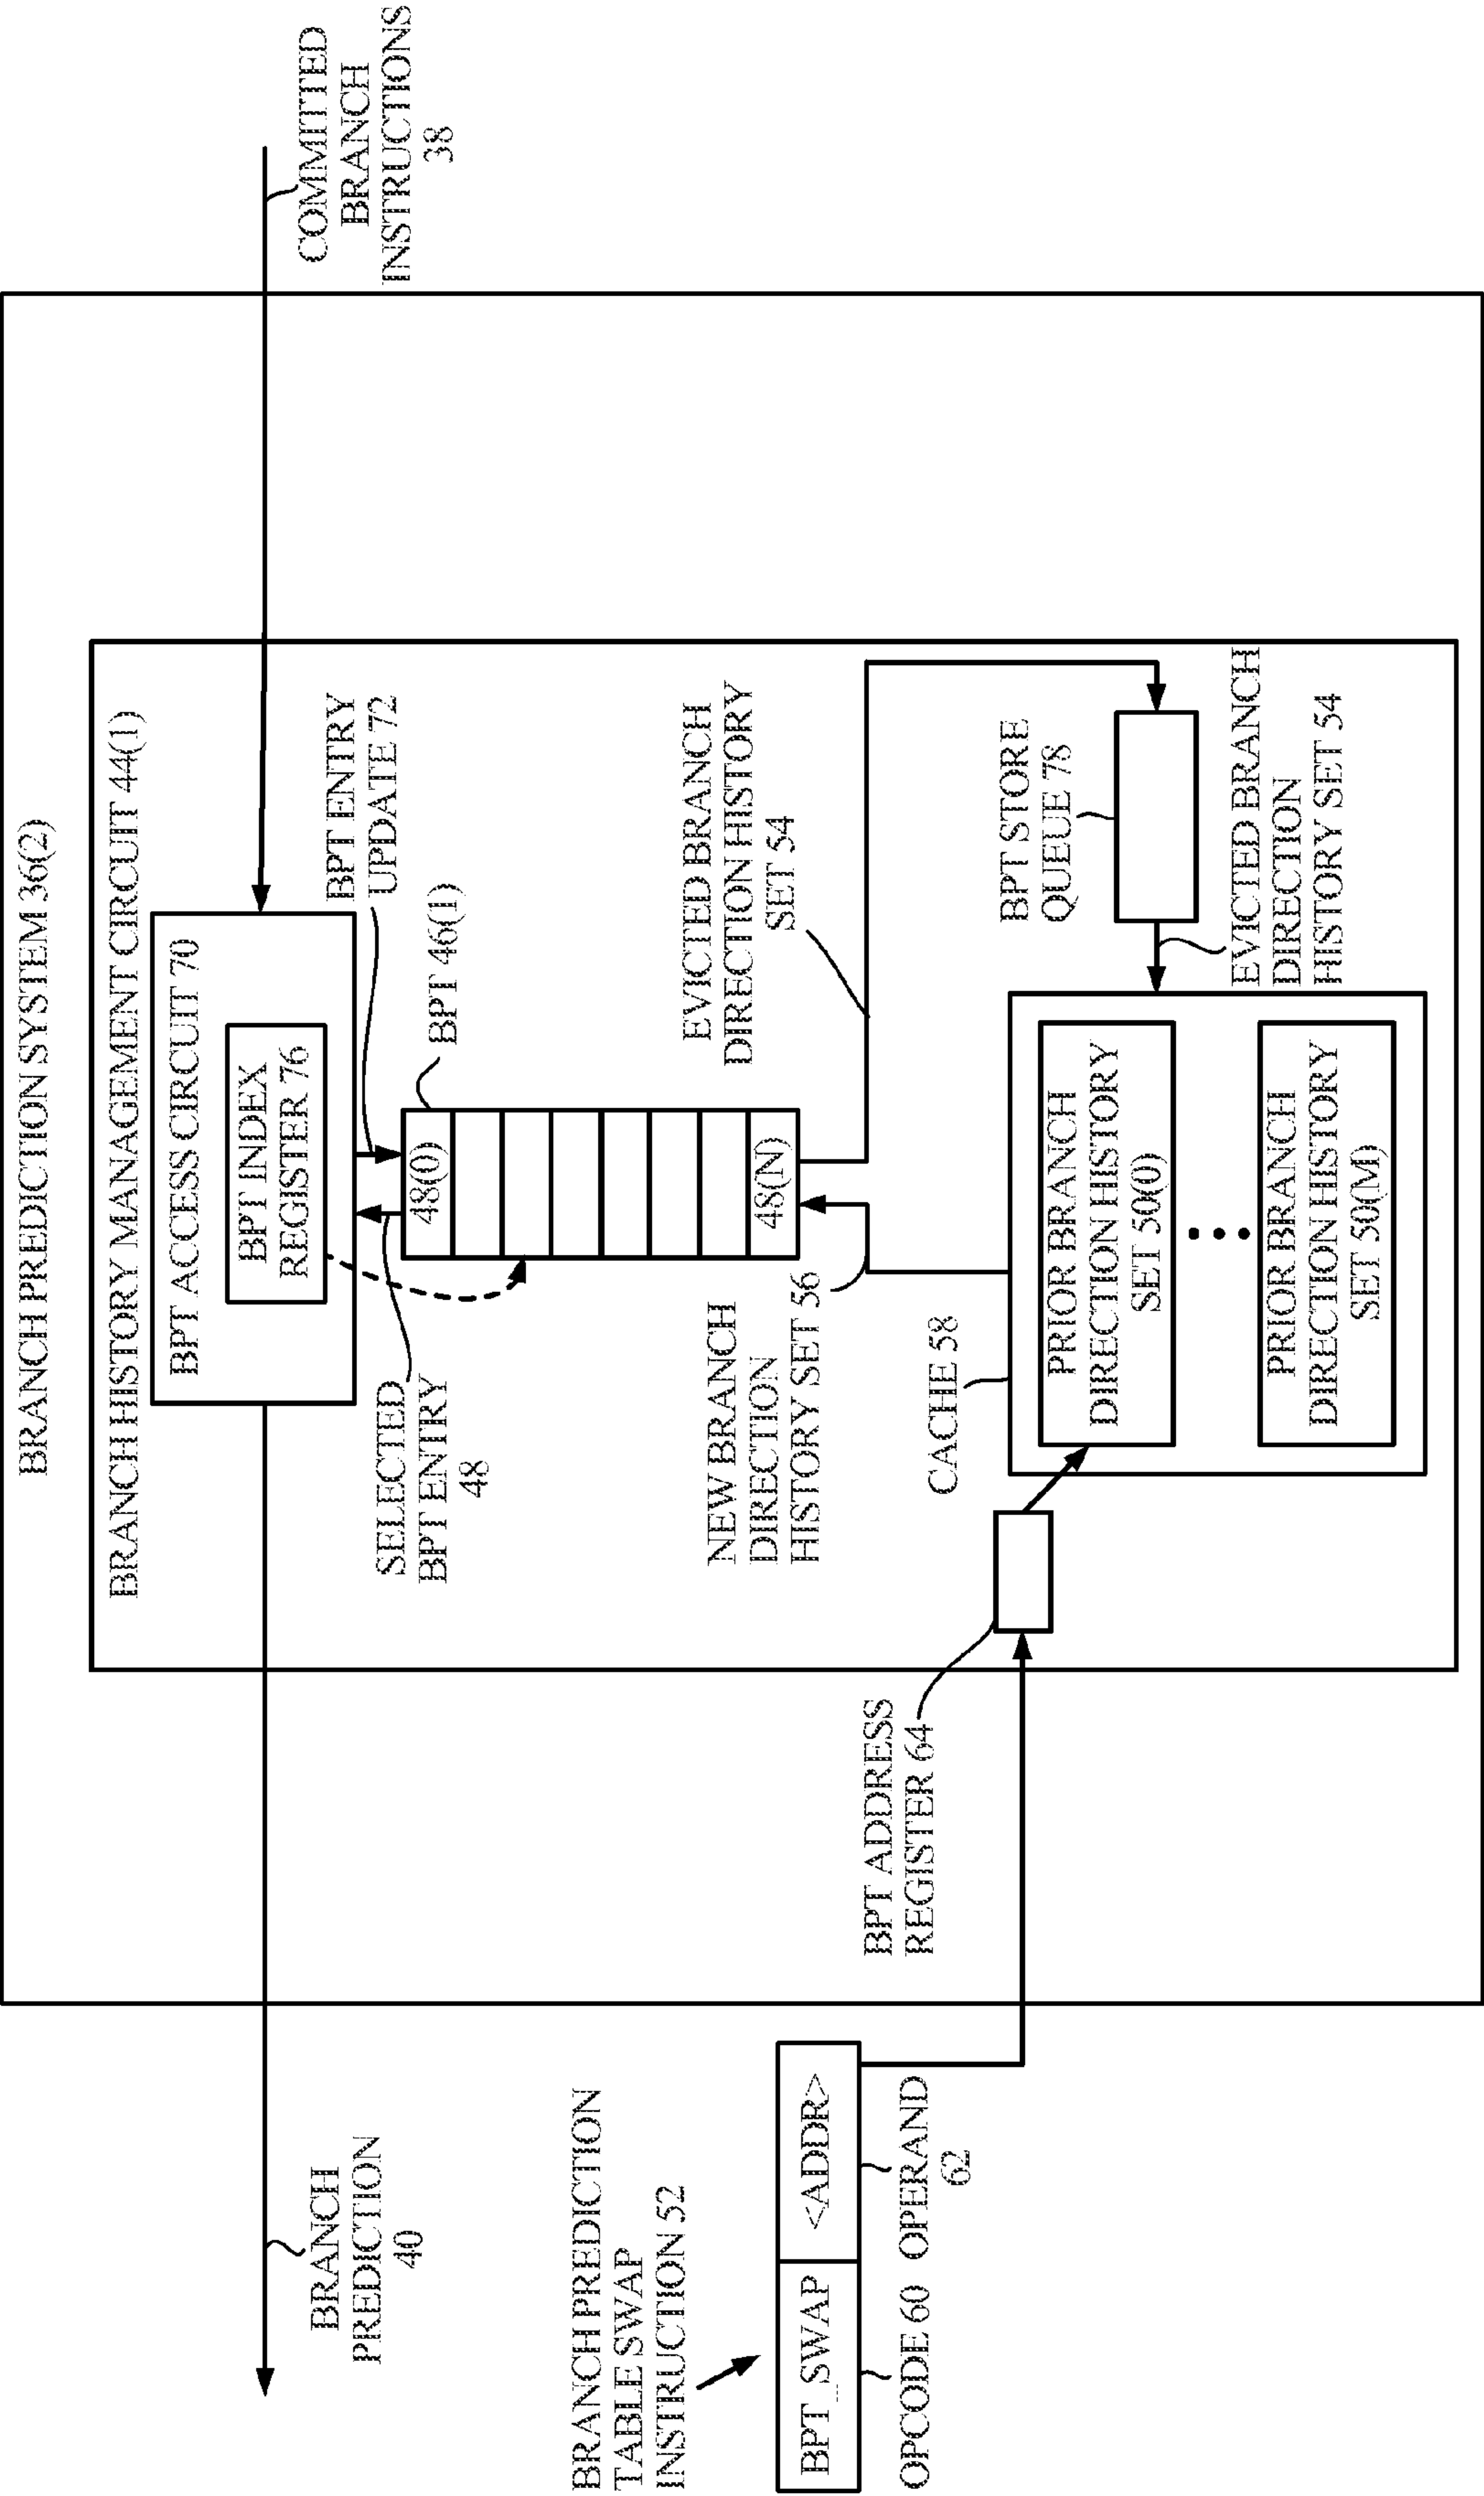 BRANCH PREDICTION SYSTEM 36(2)
BRANCH HISTORY MANAGEMENT CIRCUIT 44(1)
BPT ACCESS CIRCUIT 70
BPT INDEX
REGISTER 76
COMMITTED
BRANCH
INSTRUCTIONS
38
BRANCH
PREDICTION
40
BPT ENTRY
UPDATE 72
SELECTED
BPT ENTRY
48
BPT 46(1)
48(0)
48(N)
BRANCH PREDICTION
TABLE SWAP
INSTRUCTION 52
BPT_SWAP
<ADDR>
OPCODE 60
OPERAND
62
NEW BRANCH
DIRECTION
HISTORY SET 56
EVICTED BRANCH
DIRECTION HISTORY
SET 54
BPT ADDRESS
REGISTER 64
CACHE 58
BPT STORE
QUEUE 78
PRIOR BRANCH
DIRECTION HISTORY
SET 50(0)
PRIOR BRANCH
DIRECTION HISTORY
SET 50(M)
EVICTED BRANCH
DIRECTION
HISTORY SET 54